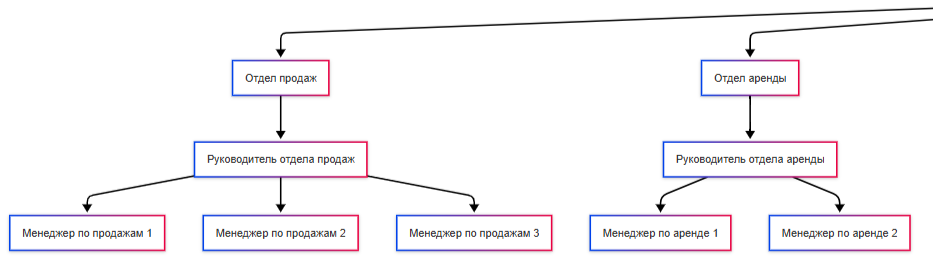 Отдел продаж
Отдел аренды
Руководитель отдела продаж
Руководитель отдела аренды
Менеджер по продажам 1
Менеджер по продажам 2
Менеджер по продажам 3
Менеджер по аренде 1
Менеджер по аренде 2